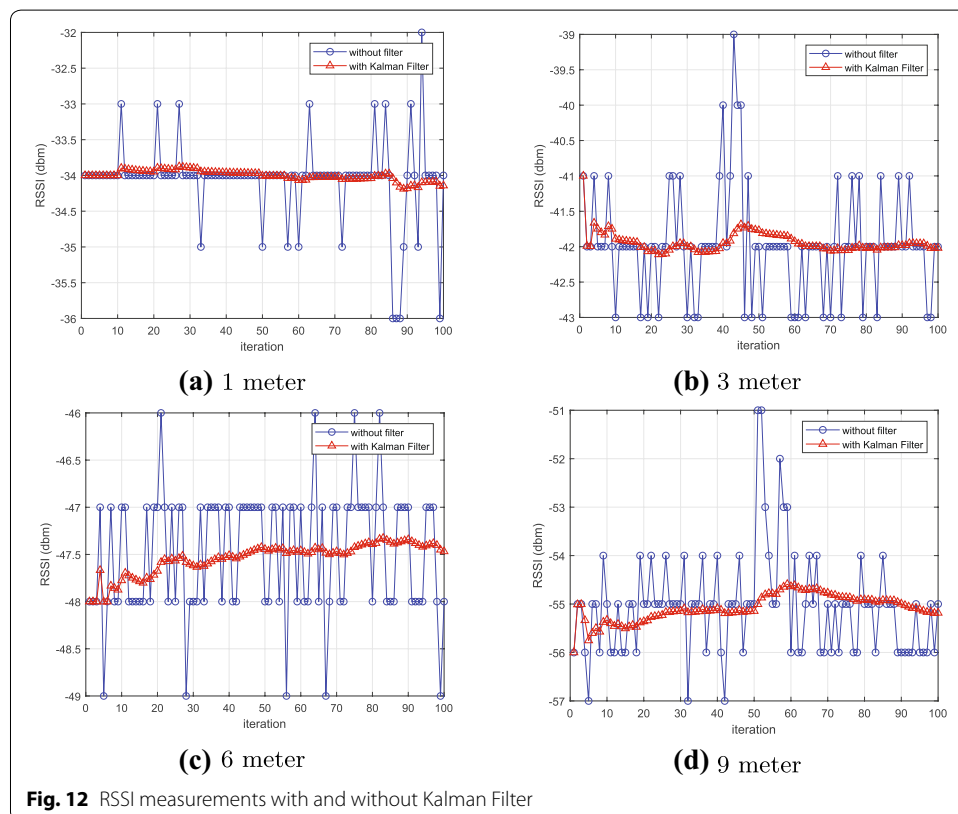 -32
-32.5
-33
-33.5
-34
-34.5
-35
-35.5
-36
RSSI (dbm)
without filter
with Kalman Filter
0 10 20 30 40 50 60 70 80 90 100
iteration
(a) 1 meter
-39
-39.5
-40
-40.5
-41
-41.5
-42
-42.5
-43
RSSI (dbm)
without filter
with Kalman Filter
0 10 20 30 40 50 60 70 80 90 100
iteration
(b) 3 meter
-46
-46.5
-47
-47.5
-48
-48.5
-49
RSSI (dbm)
without filter
with Kalman Filter
0 10 20 30 40 50 60 70 80 90 100
iteration
(c) 6 meter
-51
-52
-53
-54
-55
-56
-57
RSSI (dbm)
without filter
with Kalman Filter
0 10 20 30 40 50 60 70 80 90 100
iteration
(d) 9 meter
Fig. 12 RSSI measurements with and without Kalman Filter